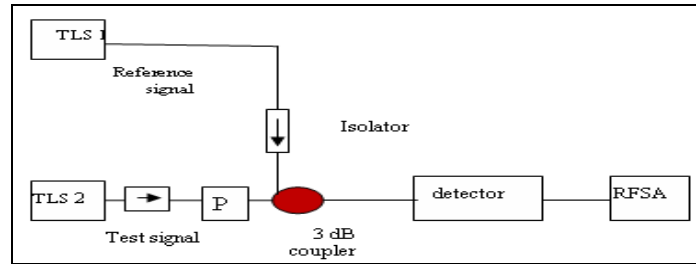 TLS 1
Reference
signal
Isolator
TLS 2
P
detector
RFSA
Test signal
3 dB
coupler